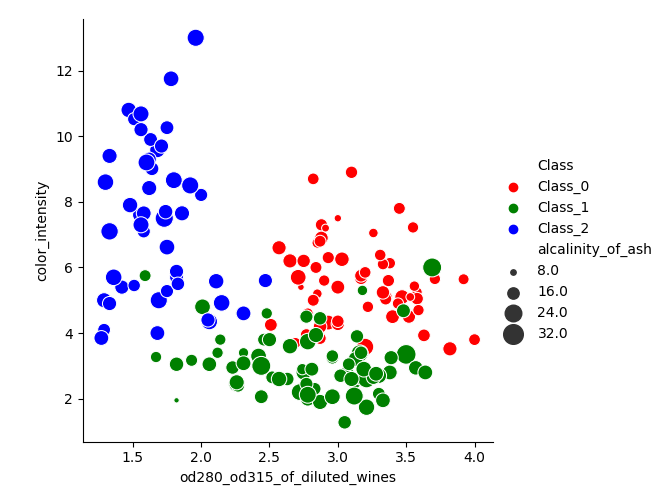 12
10
8
6
4
2
1.5 2.0 2.5 3.0 3.5 4.0
od280_od315_of_diluted_wines
color_intensity
Class
Class_0
Class_1
Class_2
alcalinity_of_ash
8.0
16.0
24.0
32.0